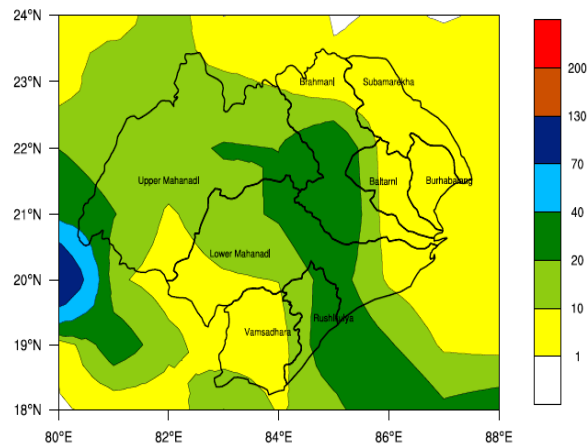 24°N
23°N
22°N
21°N
20°N
19°N
18°N
80°E
82°E
84°E
86°E
88°E
Brahmani
Subarnarekha
Upper Mahanadi
Baitarni
Burhabalang
Lower Mahanadi
Rushikulya
Vamsadhara
200
130
70
40
20
10
1